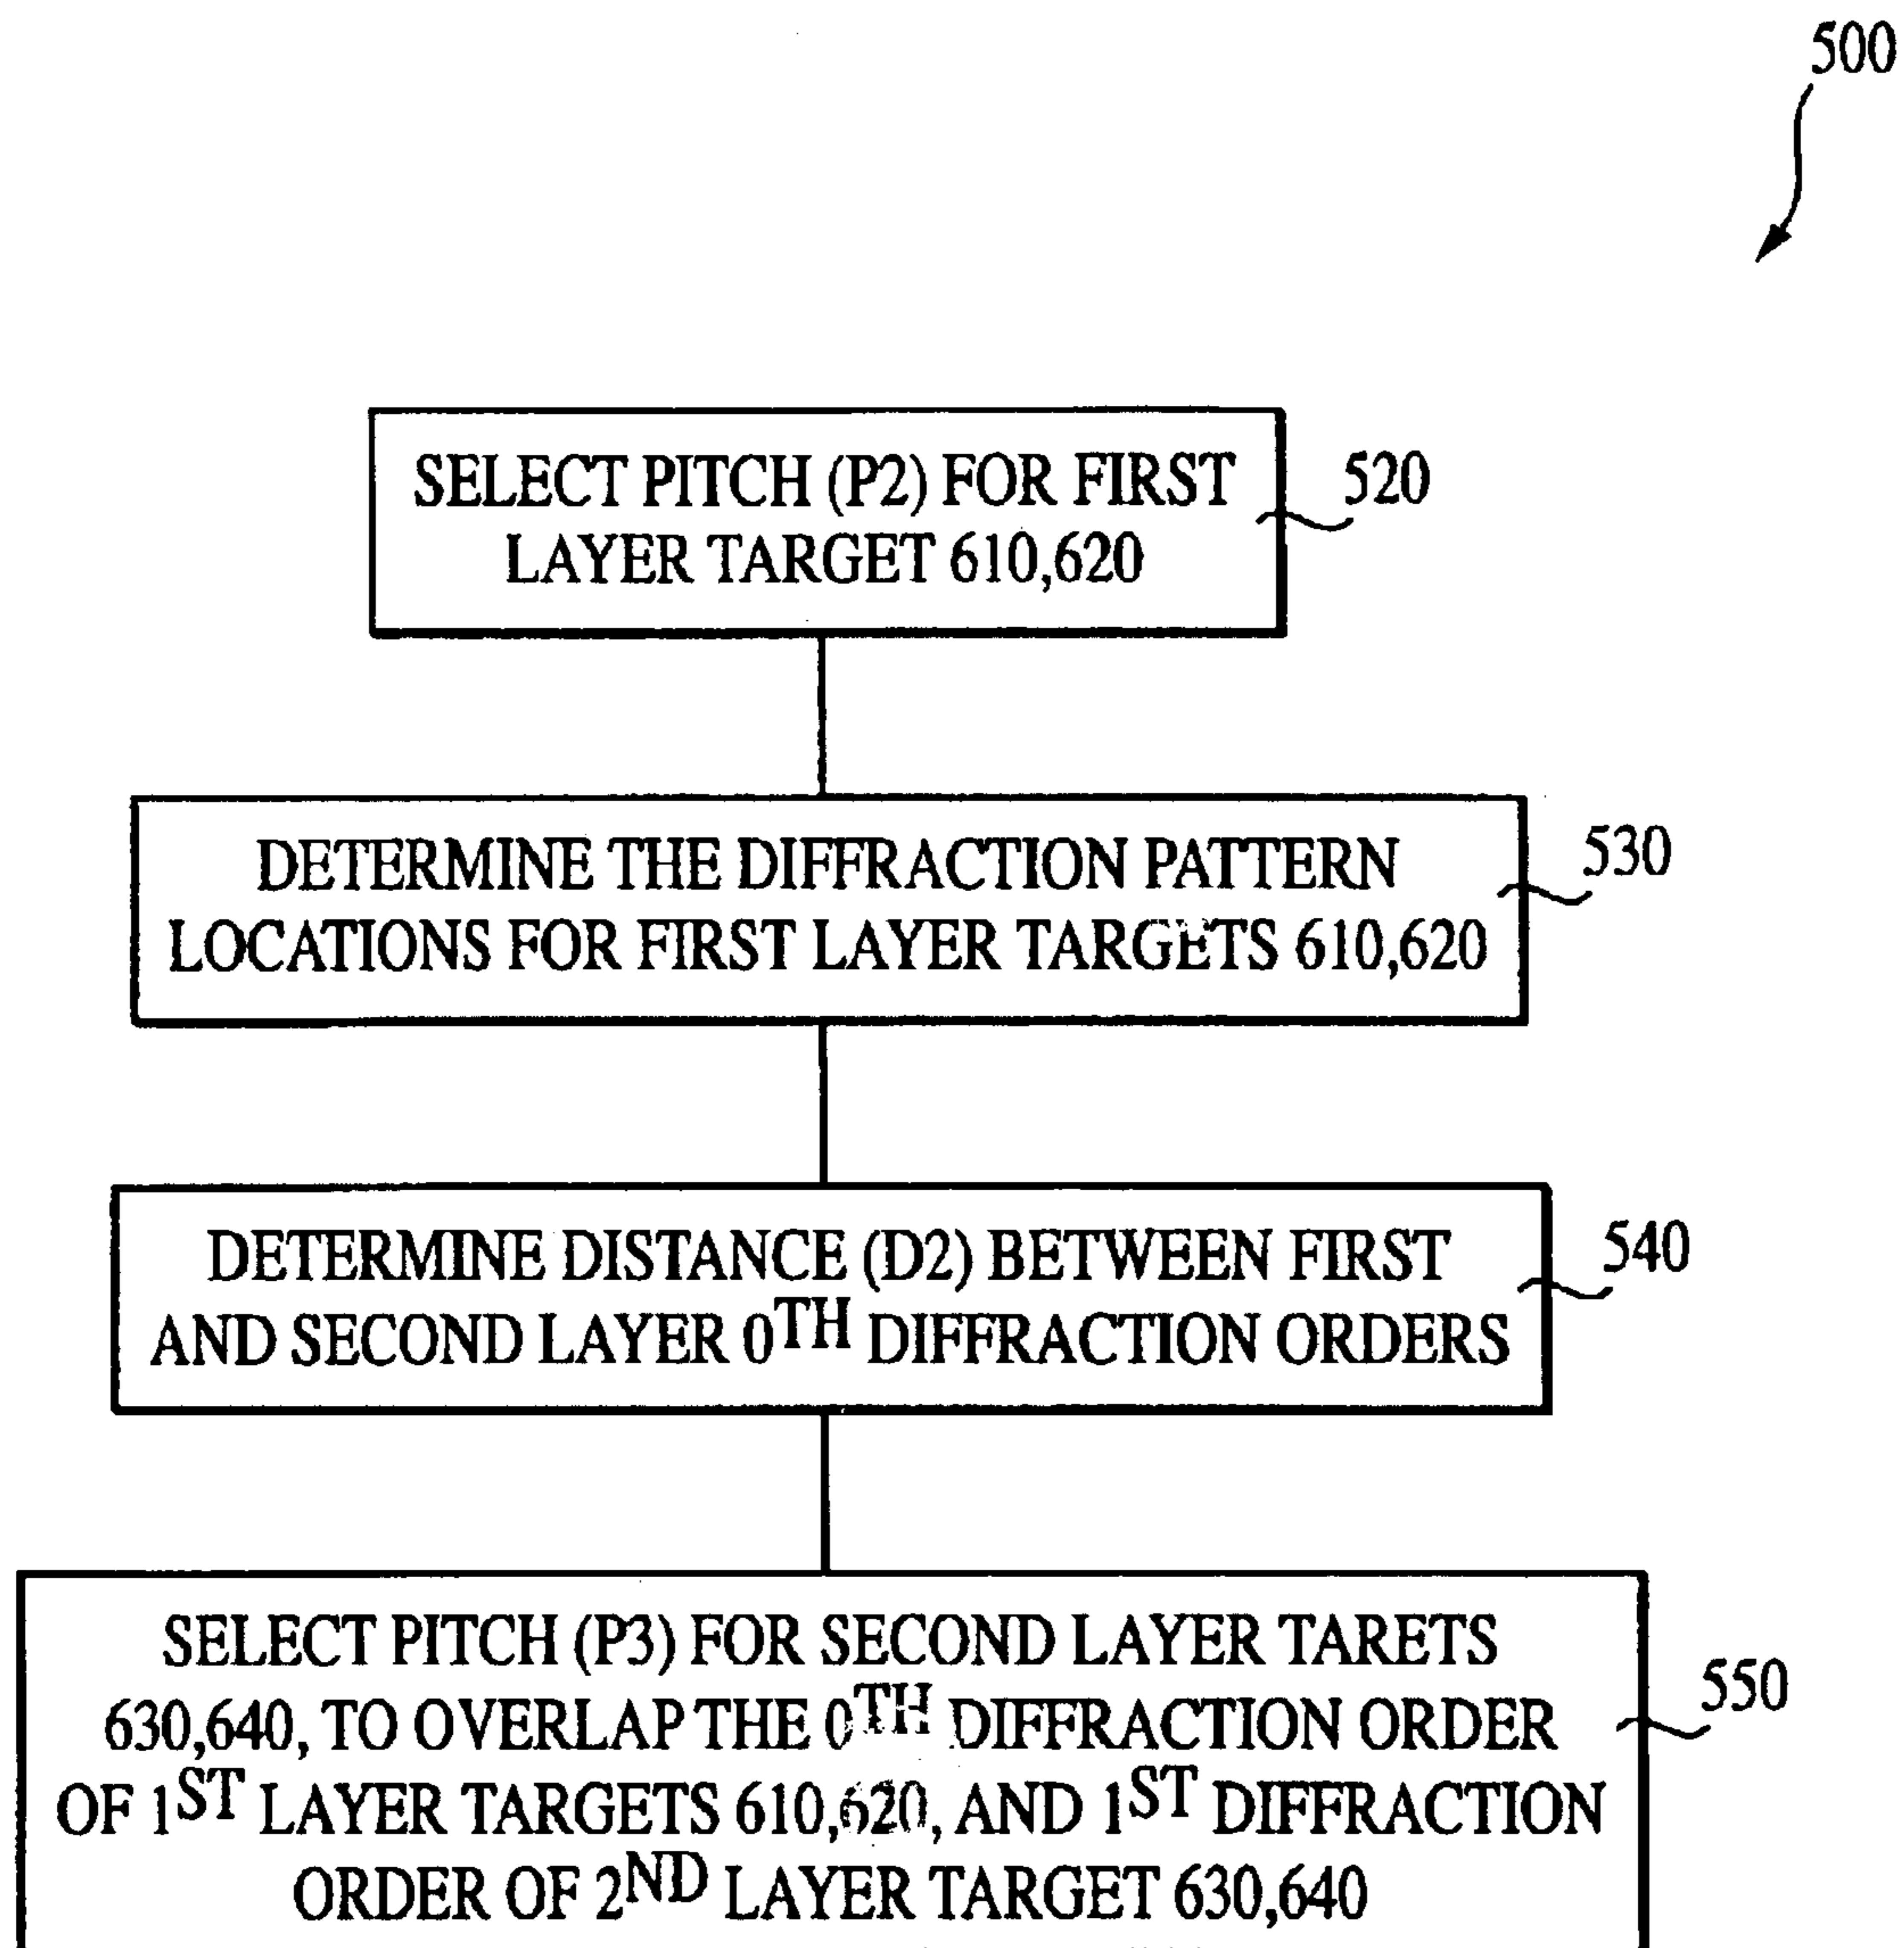 500
SELECT PITCH (P2) FOR FIRST
LAYER TARGET 610,620
520
DETERMINE THE DIFFRACTION PATTERN
LOCATIONS FOR FIRST LAYER TARGETS 610,620
530
DETERMINE DISTANCE (D2) BETWEEN FIRST
AND SECOND LAYER 0TH DIFFRACTION ORDERS
540
SELECT PITCH (P3) FOR SECOND LAYER TARETS
630,640, TO OVERLAP THE 0TH DIFFRACTION ORDER
OF 1ST LAYER TARGETS 610,620, AND 1ST DIFFRACTION
ORDER OF 2ND LAYER TARGET 630,640
550